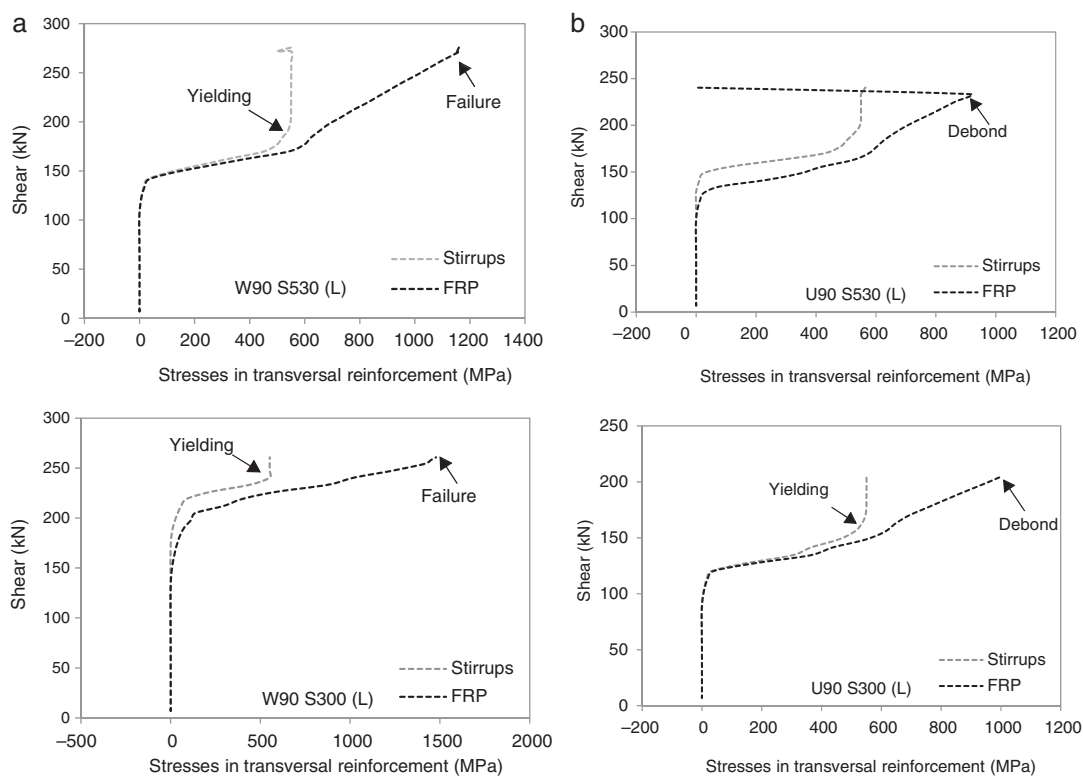 a
300
250
200
150
100
50
0
Shear (kN)
Yielding
Failure
Stirrups
FRP
W90 S530 (L)
–200 0 200 400 600 800 1000 1200 1400
Stresses in transversal reinforcement (MPa)
b
300
250
200
150
100
50
0
Shear (kN)
Debond
Stirrups
FRP
U90 S530 (L)
–200 0 200 400 600 800 1000 1200
Stresses in transversal reinforcement (MPa)
300
250
200
150
100
50
0
Shear (kN)
Yielding
Failure
Stirrups
FRP
W90 S300 (L)
–500 0 500 1000 1500 2000
Stresses in transversal reinforcement (MPa)
250
200
150
100
50
0
Shear (kN)
Yielding
Debond
Stirrups
FRP
U90 S300 (L)
–200 0 200 400 600 800 1000 1200
Stresses in transversal reinforcement (MPa)